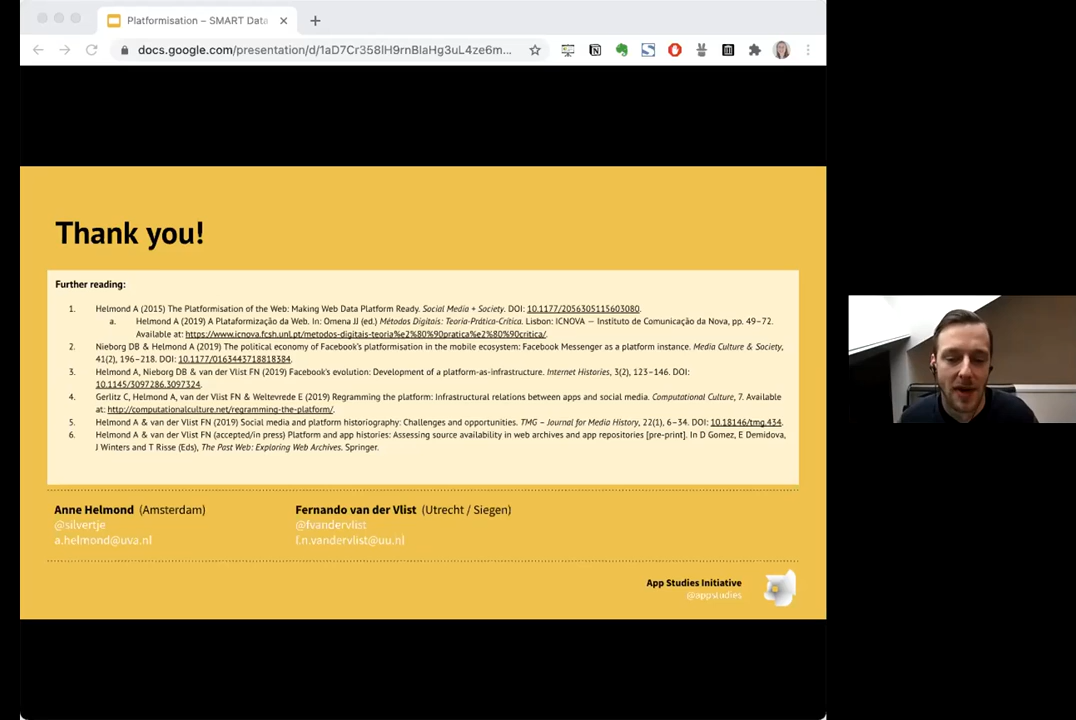 Platformisation – SMART Data
docs.google.com/presentation/d/1aD7Cr358lH9rnBlaHg3uL4ze6m...
Thank you!
Further reading:
1. Helmond A (2015) The Platformisation of the Web: Making Web Data Platform Ready. Social Media + Society. DOI: 10.1177/2056305115603080.
a. Helmond A (2019) A Plataformização da Web. In: Omena JJ (ed.) Métodos Digitais: Teoria-Prática-Crítica. Lisbon: ICNOVA — Instituto de Comunicação da Nova, pp. 49–72.
Available at: https://www.icnova.fcsh.unl.pt/metodos-digitais-teoria%e2%80%90pratica%e2%80%90critica/.
2. Nieborg DB & Helmond A (2019) The political economy of Facebook's platformisation in the mobile ecosystem: Facebook Messenger as a platform instance. Media Culture & Society,
41(2), 196–218. DOI: 10.1177/0163443718818384.
3. Helmond A, Nieborg DB & van der Vlist FN (2019) Facebook's evolution: Development of a platform-as-infrastructure. Internet Histories, 3(2), 123–146. DOI:
10.1145/3097286.3097324.
4. Gerlitz C, Helmond A, van der Vlist FN & Weltevrede E (2019) Regramming the platform: Infrastructural relations between apps and social media. Computational Culture, 7. Available
at: http://computationalculture.net/regramming-the-platform/.
5. Helmond A & van der Vlist FN (2019) Social media and platform historiography: Challenges and opportunities. TMG – Journal for Media History, 22(1), 6–34. DOI: 10.18146/tmg.434.
6. Helmond A & van der Vlist FN (accepted/in press) Platform and app histories: Assessing source availability in web archives and app repositories [pre-print]. In D Gomez, E Demidova,
J Winters and T Risse (Eds), The Past Web: Exploring Web Archives. Springer.
Anne Helmond (Amsterdam)
@silvertje
a.helmond@uva.nl
Fernando van der Vlist (Utrecht / Siegen)
@fvandervlist
f.n.vandervlist@uu.nl
App Studies Initiative
@appstudies